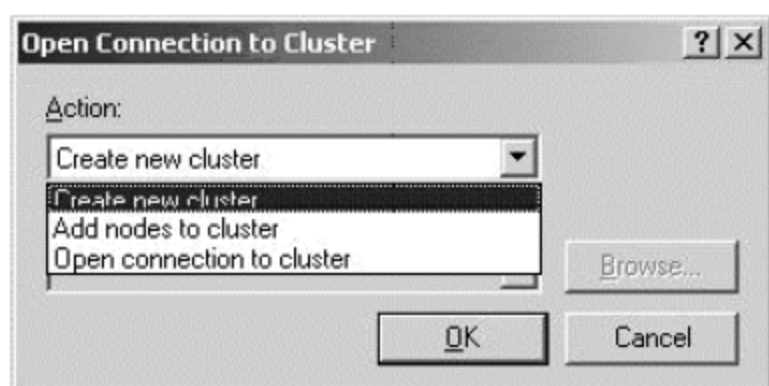 Open Connection to Cluster
? ×
Action:
Create new cluster
Create new cluster
Add nodes to cluster
Open connection to cluster
Browse...
OK
Cancel